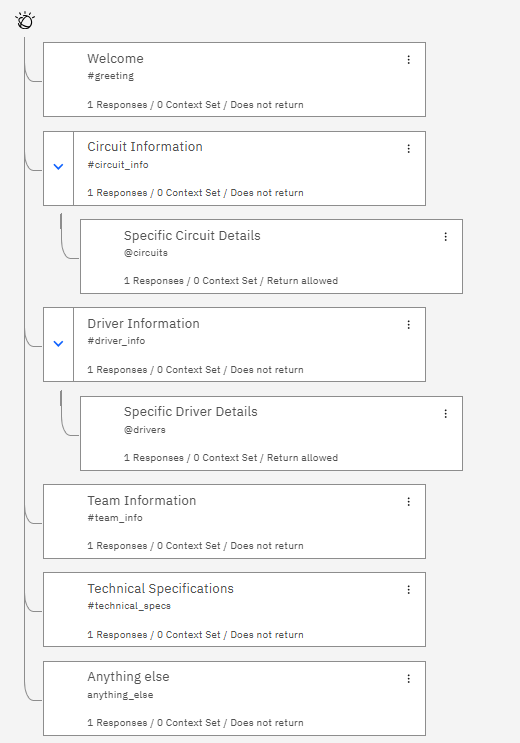 Welcome
#greeting
1 Responses / 0 Context Set / Does not return
Circuit Information
#circuit_info
1 Responses / 0 Context Set / Does not return
Specific Circuit Details
@circuits
1 Responses / 0 Context Set / Return allowed
Driver Information
#driver_info
1 Responses / 0 Context Set / Does not return
Specific Driver Details
@drivers
1 Responses / 0 Context Set / Return allowed
Team Information
#team_info
1 Responses / 0 Context Set / Does not return
Technical Specifications
#technical_specs
1 Responses / 0 Context Set / Does not return
Anything else
anything_else
1 Responses / 0 Context Set / Does not return